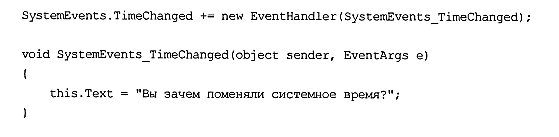 SystemEvents.TimeChanged += new EventHandler(SystemEvents_TimeChanged);
void SystemEvents_TimeChanged(object sender, EventArgs e)
{
this.Text = "Вы зачем поменяли системное время?";
}